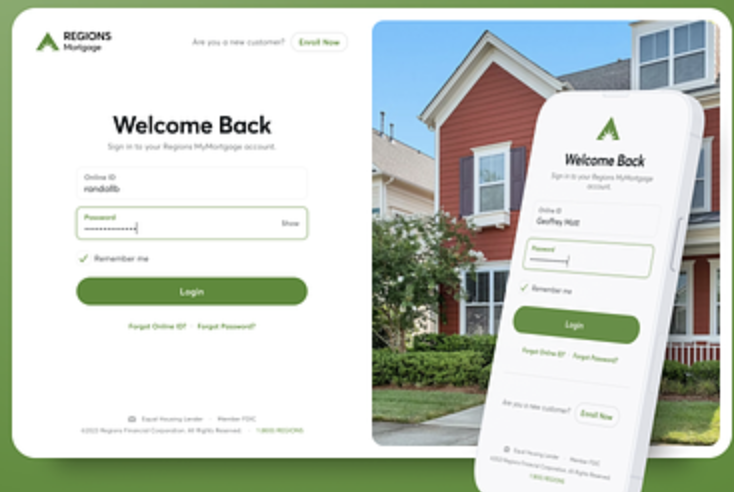 REGIONS
Mortgage
Are you a new customer? Enroll Now
Welcome Back
Sign in to your Regions MyMortgage account.
Online ID
randallb
Password
Show
Remember me
Login
Forgot Online ID? · Forgot Password?
Equal Housing Lender · Member FDIC
©2023 Regions Financial Corporation. All Rights Reserved. · 1-(800) REGIONS
Welcome Back
Sign in to your Regions MyMortgage
account.
Online ID
Geoffrey Mott
Password
Remember me
Login
Forgot Online ID? · Forgot Password?
Are you a new customer? Enroll Now
Equal Housing Lender · Member FDIC
©2023 Regions Financial Corporation. All Rights Reserved.
1-(800) REGIONS